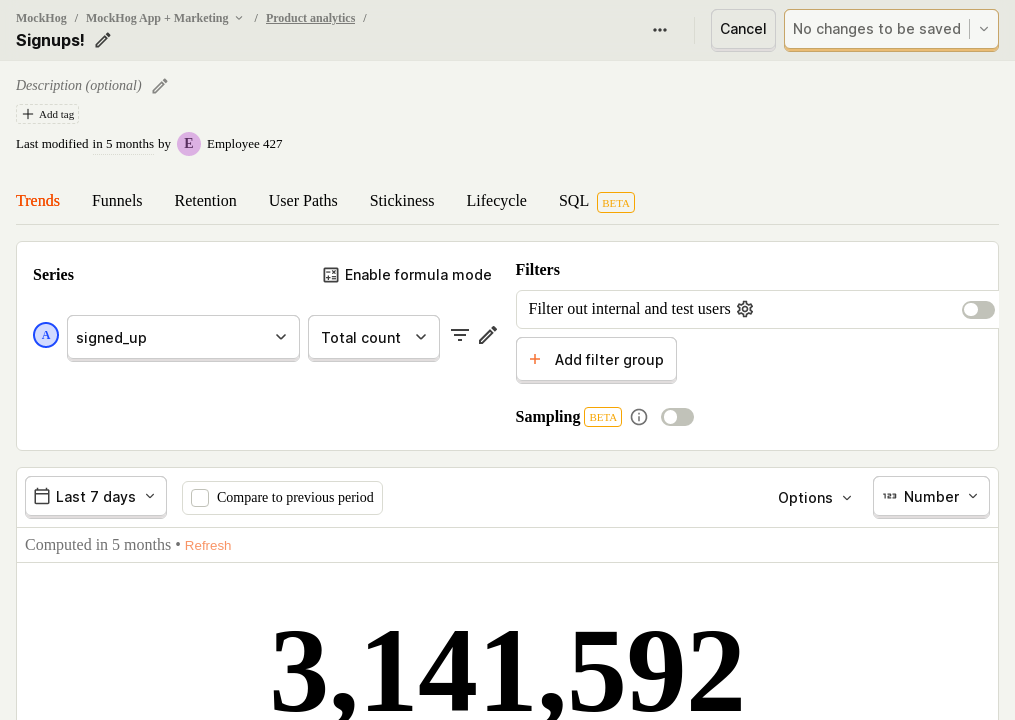 MockHog / MockHog App + Marketing / Product analytics /
Signups!
Cancel
No changes to be saved
Description (optional)
Add tag
Last modified in 5 months by E Employee 427
Trends Funnels Retention User Paths Stickiness Lifecycle SQL BETA
Series
Enable formula mode
A signed_up Total count
Filters
Filter out internal and test users
Add filter group
Sampling BETA
Last 7 days Compare to previous period Options 123 Number
Computed in 5 months • Refresh
3,141,592